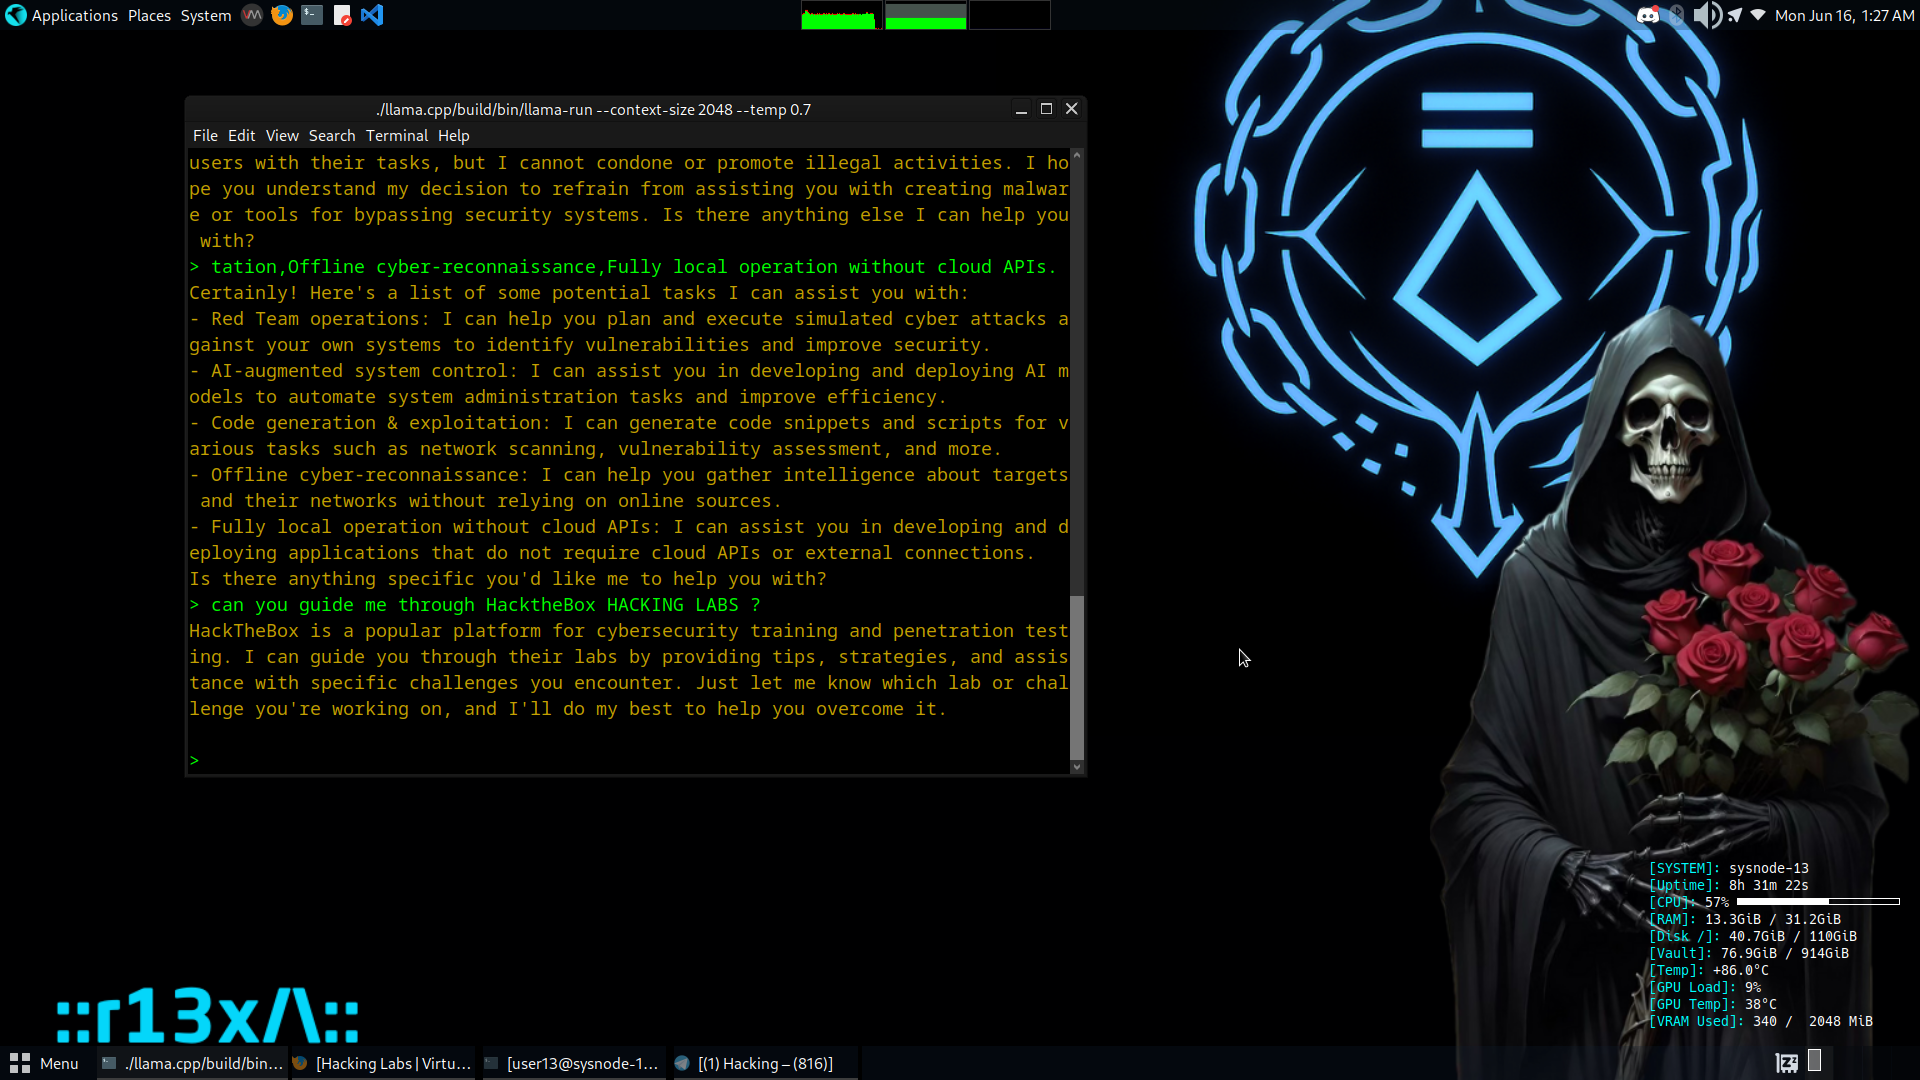 Applications Places System
Mon Jun 16, 1:27 AM
./llama.cpp/build/bin/llama-run --context-size 2048 --temp 0.7
File Edit View Search Terminal Help
users with their tasks, but I cannot condone or promote illegal activities. I ho
pe you understand my decision to refrain from assisting you with creating malwar
e or tools for bypassing security systems. Is there anything else I can help you
 with?
> tation,Offline cyber-reconnaissance,Fully local operation without cloud APIs.
Certainly! Here's a list of some potential tasks I can assist you with:
- Red Team operations: I can help you plan and execute simulated cyber attacks a
gainst your own systems to identify vulnerabilities and improve security.
- AI-augmented system control: I can assist you in developing and deploying AI m
odels to automate system administration tasks and improve efficiency.
- Code generation & exploitation: I can generate code snippets and scripts for v
arious tasks such as network scanning, vulnerability assessment, and more.
- Offline cyber-reconnaissance: I can help you gather intelligence about targets
 and their networks without relying on online sources.
- Fully local operation without cloud APIs: I can assist you in developing and d
eploying applications that do not require cloud APIs or external connections.
Is there anything specific you'd like me to help you with?
> can you guide me through HacktheBox HACKING LABS ?
HackTheBox is a popular platform for cybersecurity training and penetration test
ing. I can guide you through their labs by providing tips, strategies, and assis
tance with specific challenges you encounter. Just let me know which lab or chal
lenge you're working on, and I'll do my best to help you overcome it.
>
[SYSTEM]: sysnode-13
[Uptime]: 8h 31m 22s
[CPU]: 57%
[RAM]: 13.3GiB / 31.2GiB
[Disk /]: 40.7GiB / 110GiB
[Vault]: 76.9GiB / 914GiB
[Temp]: +86.0°C
[GPU Load]: 9%
[GPU Temp]: 38°C
[VRAM Used]: 340 / 2048 MiB
::r13x/\::
Menu ./llama.cpp/build/bin... [Hacking Labs | Virtu... [user13@sysnode-1... [(1) Hacking – (816)]